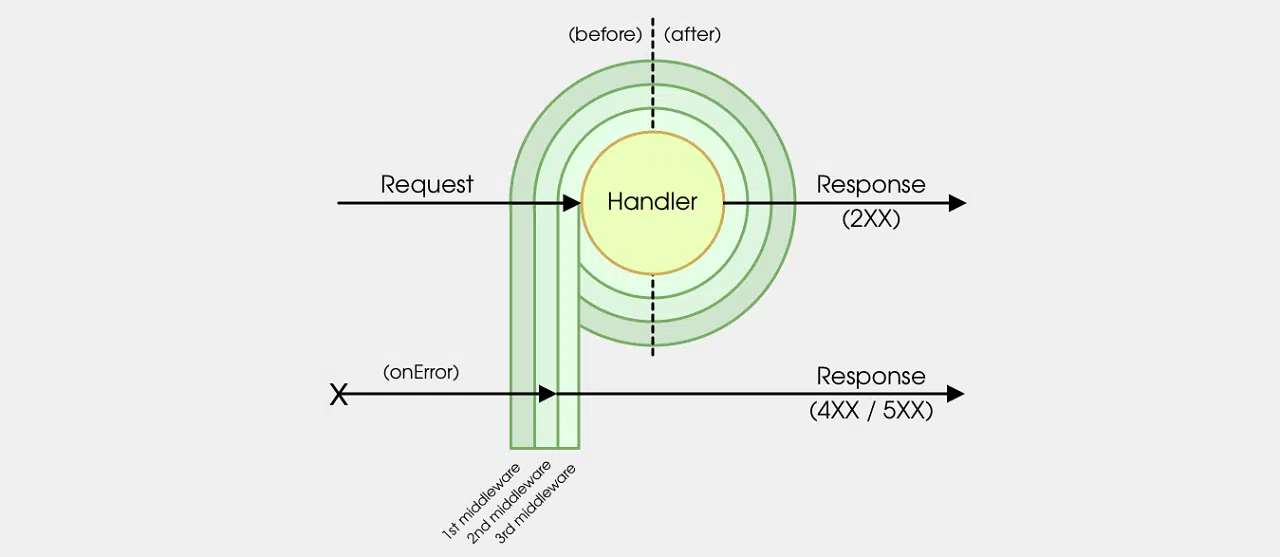 (before) (after)
Request
Handler
Response
(2XX)
(onError)
X
Response
(4XX / 5XX)
1st middleware
2nd middleware
3rd middleware